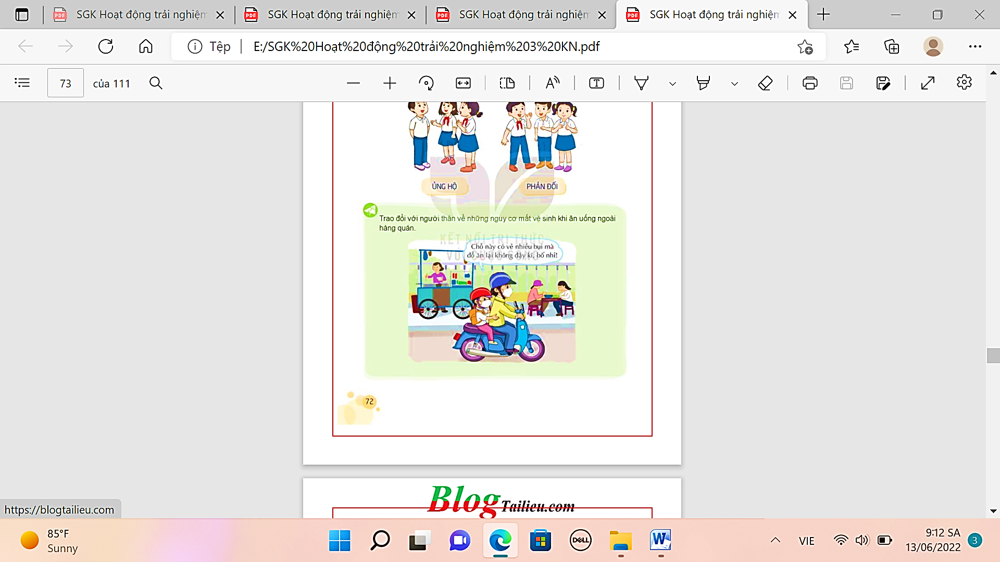 SGK Hoạt động trải nghiệm
SGK Hoạt động trải nghiệm
SGK Hoạt động trải nghiệm
SGK Hoạt động trải nghiệm
Tệp
E:/SGK%20Hoạt%20động%20trải%20nghiệm%203%20KN.pdf
73
của 111
ỦNG HỘ
PHẢN ĐỐI
Trao đổi với người thân về những nguy cơ mất vệ sinh khi ăn uống ngoài
hàng quán.
KẾT NỐI TRI THỨC
VỚI CUỘC SỐNG
Chỗ này có vẻ nhiều bụi mà
đồ ăn lại không đậy kĩ, bố nhỉ!
72
Blog Tailieu.com
https://blogtailieu.com
85°F
Sunny
DELL
VIE
9:12 SA
13/06/2022
3